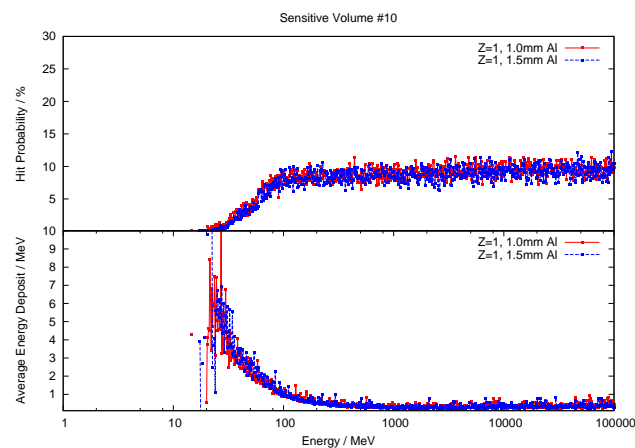 Sensitive Volume #10
Hit Probability / %
30
25
20
15
10
5
Z=1, 1.0mm Al
Z=1, 1.5mm Al
Average Energy Deposit / MeV
10
9
8
7
6
5
4
3
2
1
Z=1, 1.0mm Al
Z=1, 1.5mm Al
1 10 100 1000 10000 100000
Energy / MeV